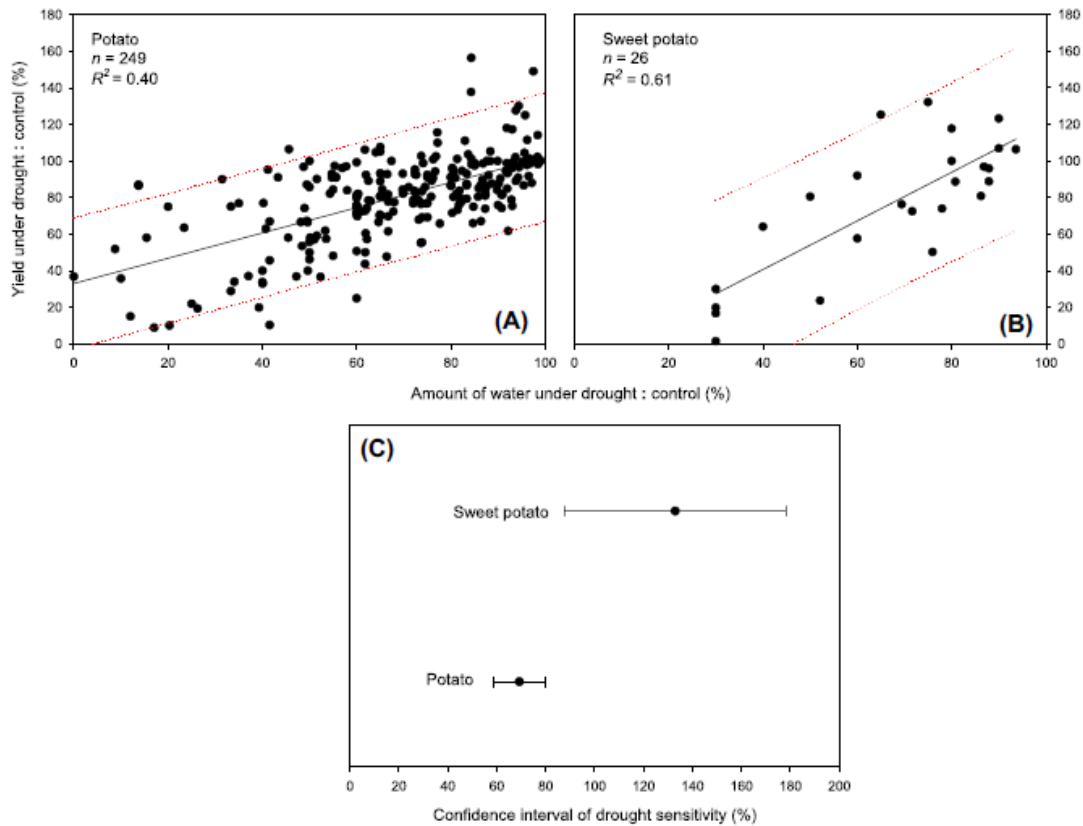 180
160
140
120
100
80
60
40
20
0
Yield under drought : control (%)
Potato
n = 249
R² = 0.40
(A)
0 20 40 60 80 100
Sweet potato
n = 26
R² = 0.61
(B)
0 20 40 60 80 100
180
160
140
120
100
80
60
40
20
0
Amount of water under drought : control (%)
(C)
Sweet potato
Potato
0 20 40 60 80 100 120 140 160 180 200
Confidence interval of drought sensitivity (%)